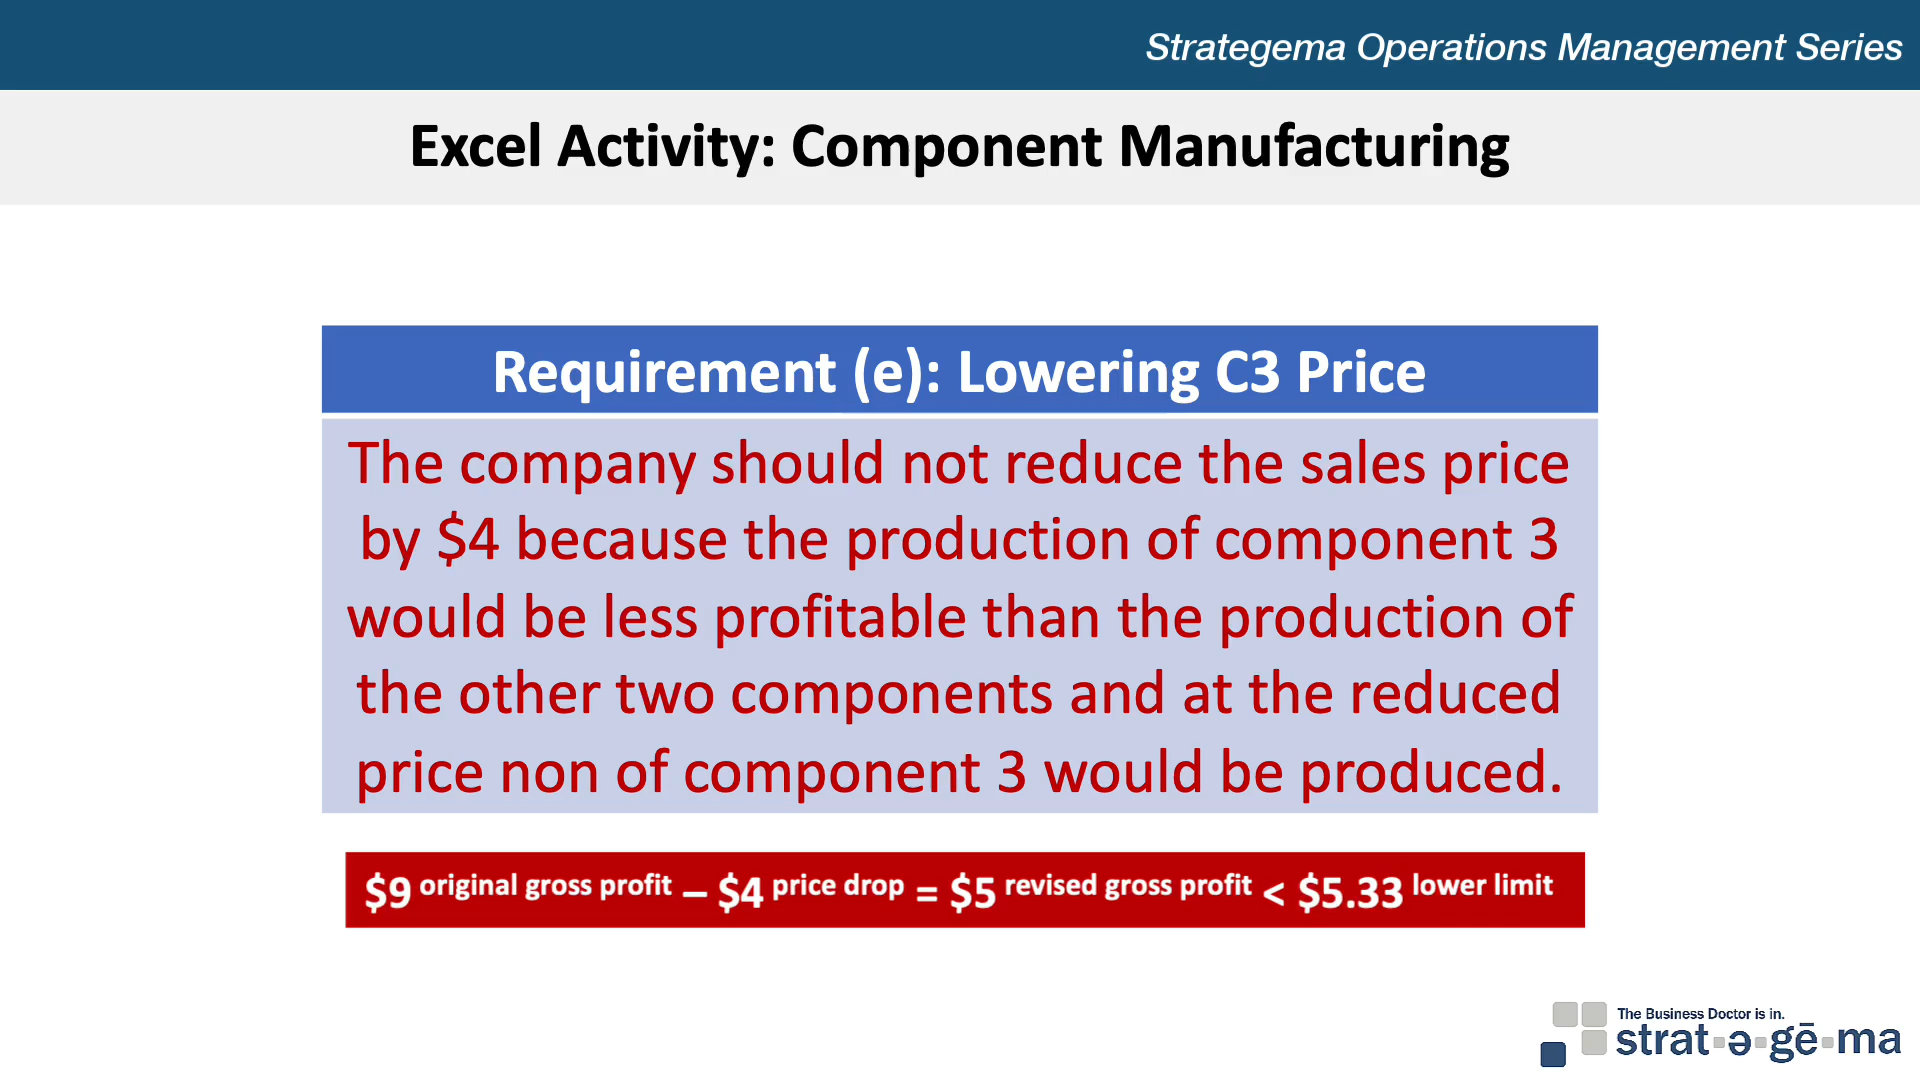 Strategema Operations Management Series
Excel Activity: Component Manufacturing
Requirement (e): Lowering C3 Price
The company should not reduce the sales price
by $4 because the production of component 3
would be less profitable than the production of
the other two components and at the reduced
price non of component 3 would be produced.
$9 original gross profit – $4 price drop = $5 revised gross profit < $5.33 lower limit
The Business Doctor is in.
strat-ə-gē-ma